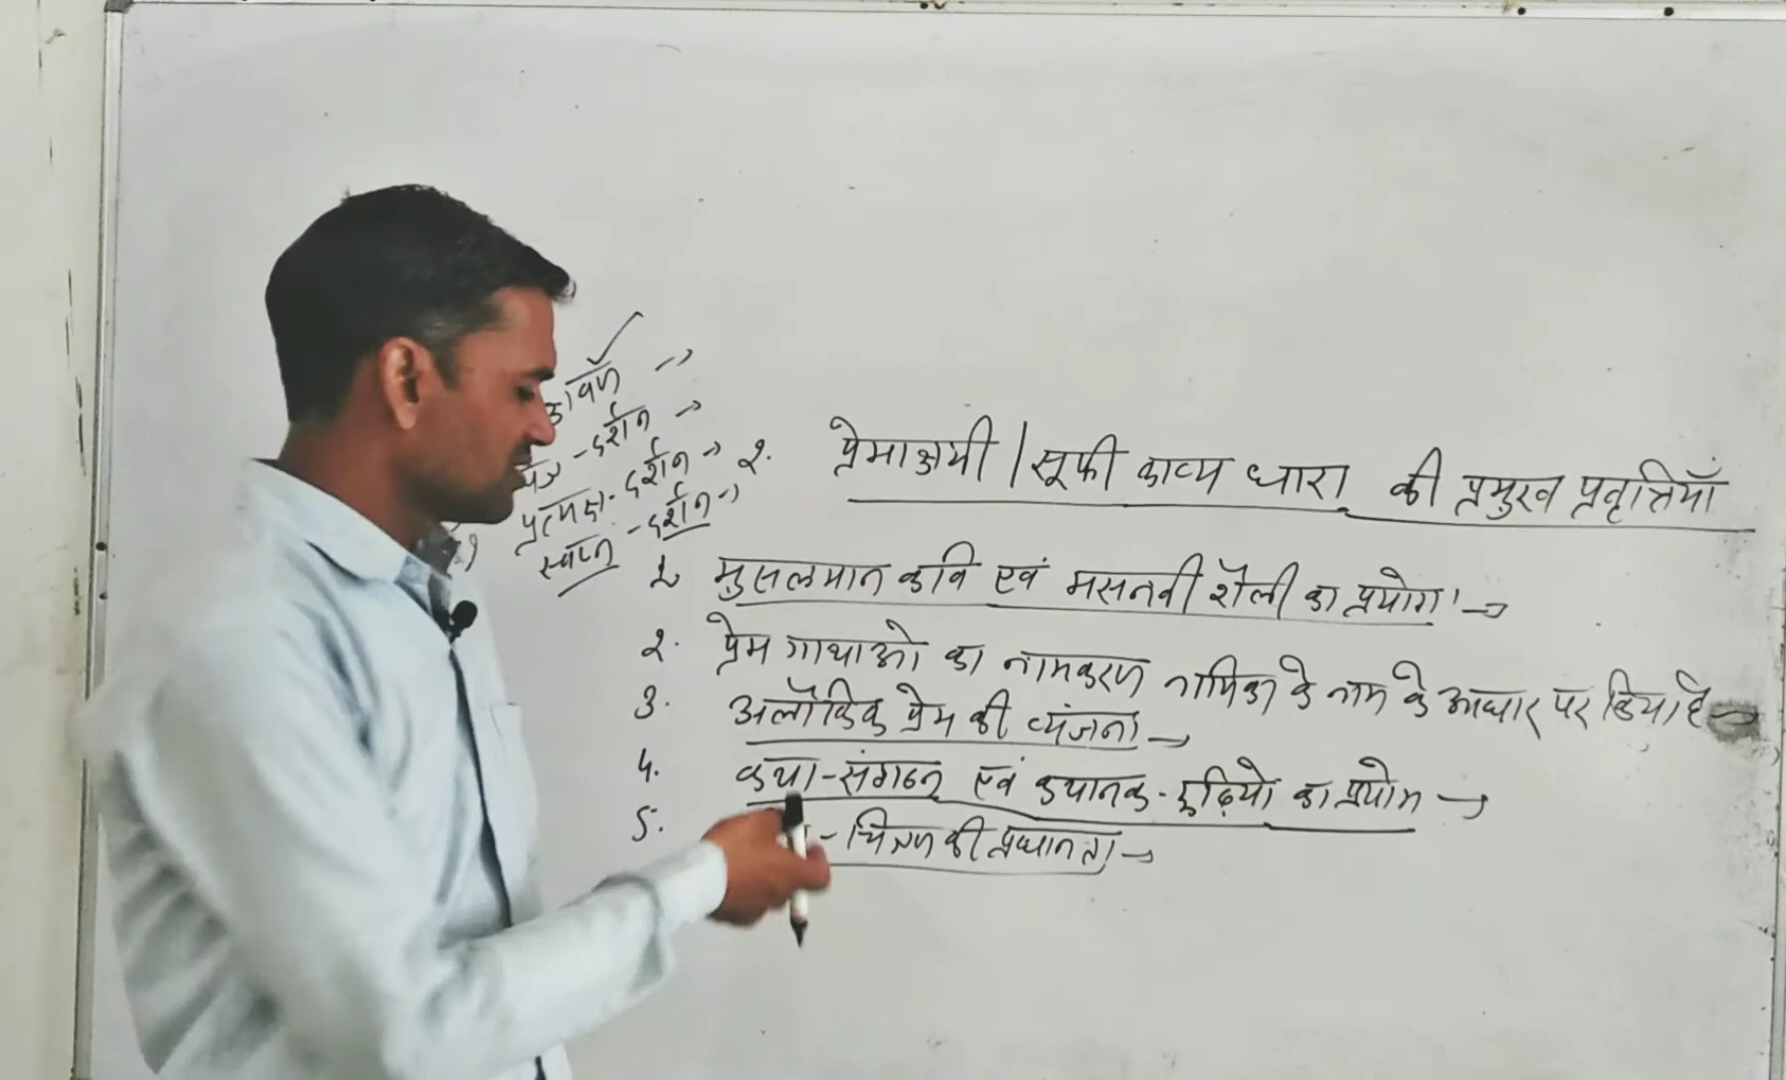 श्रवण →
चित्र-दर्शन →
प्रत्यक्ष-दर्शन →
स्वप्न-दर्शन →
2. प्रेमाश्रयी / सूफी काव्य धारा की प्रमुख प्रवृत्तियाँ
1. मुसलमान कवि एवं मसनवी शैली का प्रयोग →
2. प्रेम गाथाओ का नामकरण नायिका के नाम के आधार पर किया है
3. अलौकिक प्रेम की व्यंजना →
4. कथा-संगठन एवं कथानक-रूढ़ियो का प्रयोग →
5. -चित्रण की प्रधानता →